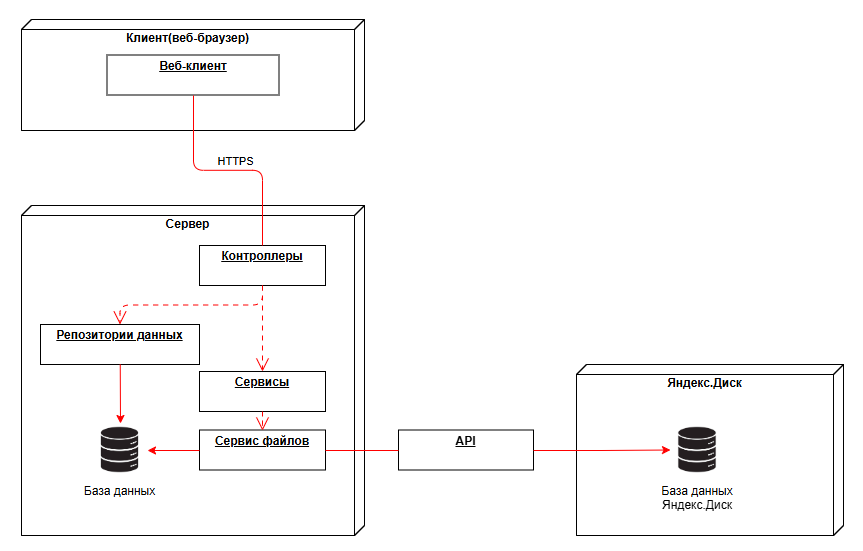 Клиент(веб-браузер)
Веб-клиент
HTTPS
Сервер
Контроллеры
Репозитории данных
Сервисы
Сервис файлов
База данных
API
Яндекс.Диск
База данных
Яндекс.Диск